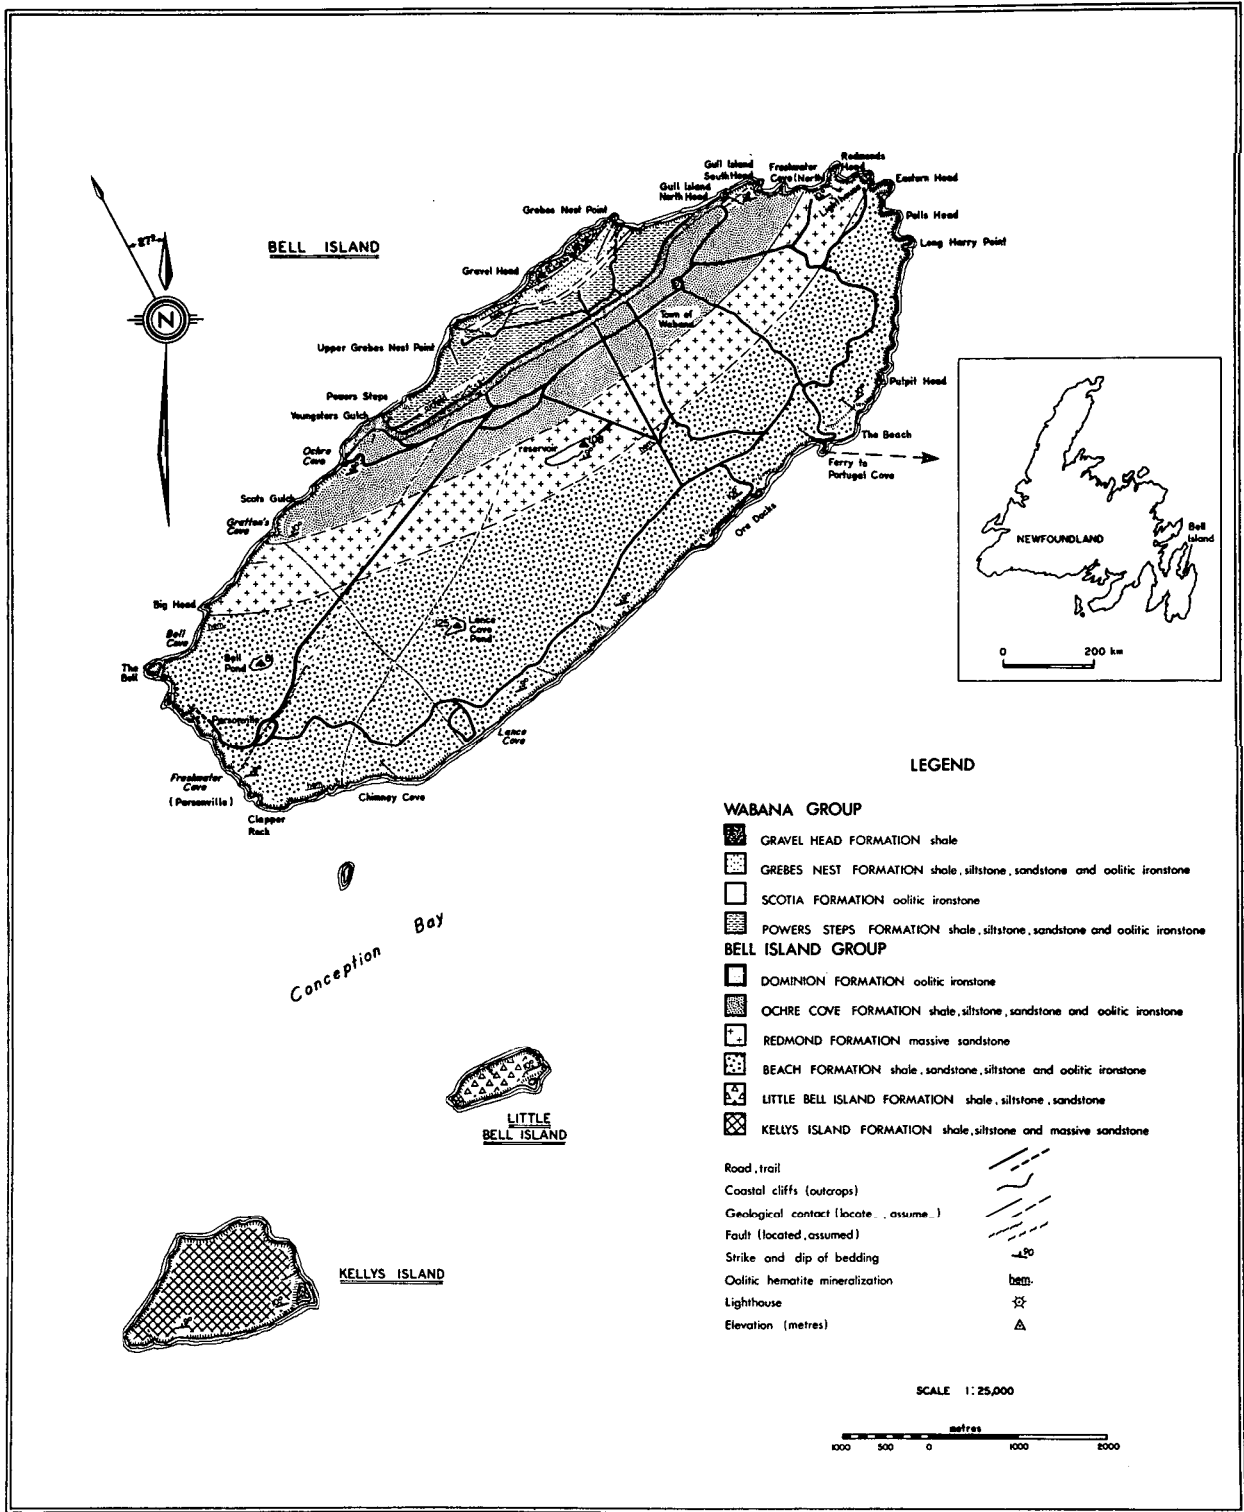 27°
N
BELL ISLAND
Gull Island
South Head
Freshwater
Cove (North)
Redmonds
Head
Eastern Head
Gull Island
North Head
Lighthouse
Grebes Nest Point
Pells Head
Long Harry Point
Gravel Head
Town of
Wabana
Upper Grebes Nest Point
Pulpit Head
Powers Steps
Youngsters Gulch
The Beach
Ochre
Cove
reservoir
108
hem
Ferry to
Portugal Cove
Scots Gulch
Grattan's
Cove
Ore Docks
NEWFOUNDLAND
Bell
Island
0 200 km
Big Head
hem
Bell
Cove
125
Lance
Cove
Pond
Bell
Pond
The
Bell
Parsonville
Lance
Cove
Freshwater
Cove
(Parsonville)
hem
Chimney Cove
Clapper
Rock
Conception Bay
LITTLE
BELL ISLAND
KELLYS ISLAND
LEGEND
WABANA GROUP
GRAVEL HEAD FORMATION shale
GREBES NEST FORMATION shale, siltstone, sandstone and oolitic ironstone
SCOTIA FORMATION oolitic ironstone
POWERS STEPS FORMATION shale, siltstone, sandstone and oolitic ironstone
BELL ISLAND GROUP
DOMINION FORMATION oolitic ironstone
OCHRE COVE FORMATION shale, siltstone, sandstone and oolitic ironstone
REDMOND FORMATION massive sandstone
BEACH FORMATION shale, sandstone, siltstone and oolitic ironstone
LITTLE BELL ISLAND FORMATION shale, siltstone, sandstone
KELLYS ISLAND FORMATION shale, siltstone and massive sandstone
Road, trail
Coastal cliffs (outcrops)
Geological contact (locate , assume )
Fault (located, assumed)
Strike and dip of bedding 90
Oolitic hematite mineralization hem.
Lighthouse
Elevation (metres)
SCALE 1:25,000
metres
1000 500 0 1000 2000